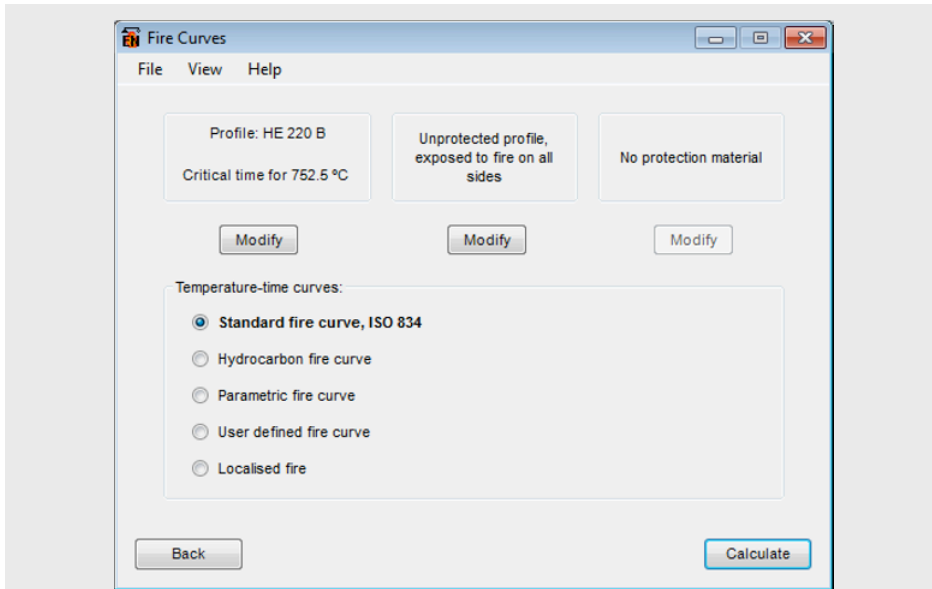 EN Fire Curves
File View Help
Profile: HE 220 B
Critical time for 752.5 ºC
Unprotected profile,
exposed to fire on all
sides
No protection material
Modify
Modify
Modify
Temperature-time curves:
Standard fire curve, ISO 834
Hydrocarbon fire curve
Parametric fire curve
User defined fire curve
Localised fire
Back
Calculate